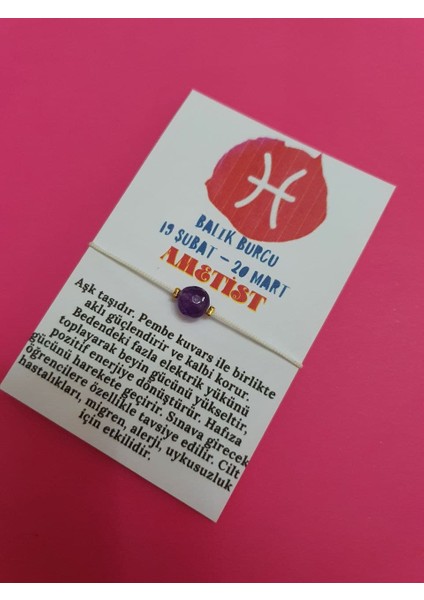 BALIK BURCU
19 ŞUBAT – 20 MART
AMETİST
Aşk taşıdır. Pembe kuvars ile birlikte
aklı güçlendirir ve kalbi korur.
Bedendeki fazla elektrik yükünü
toplayarak beyin gücünü yükseltir,
pozitif enerjiye dönüştürür. Hafıza
gücünü harekete geçirir. Sınava girecek
öğrencilere özellikle tavsiye edilir. Cilt
hastalıkları, migren, alerji, uykusuzluk
için etkilidir.